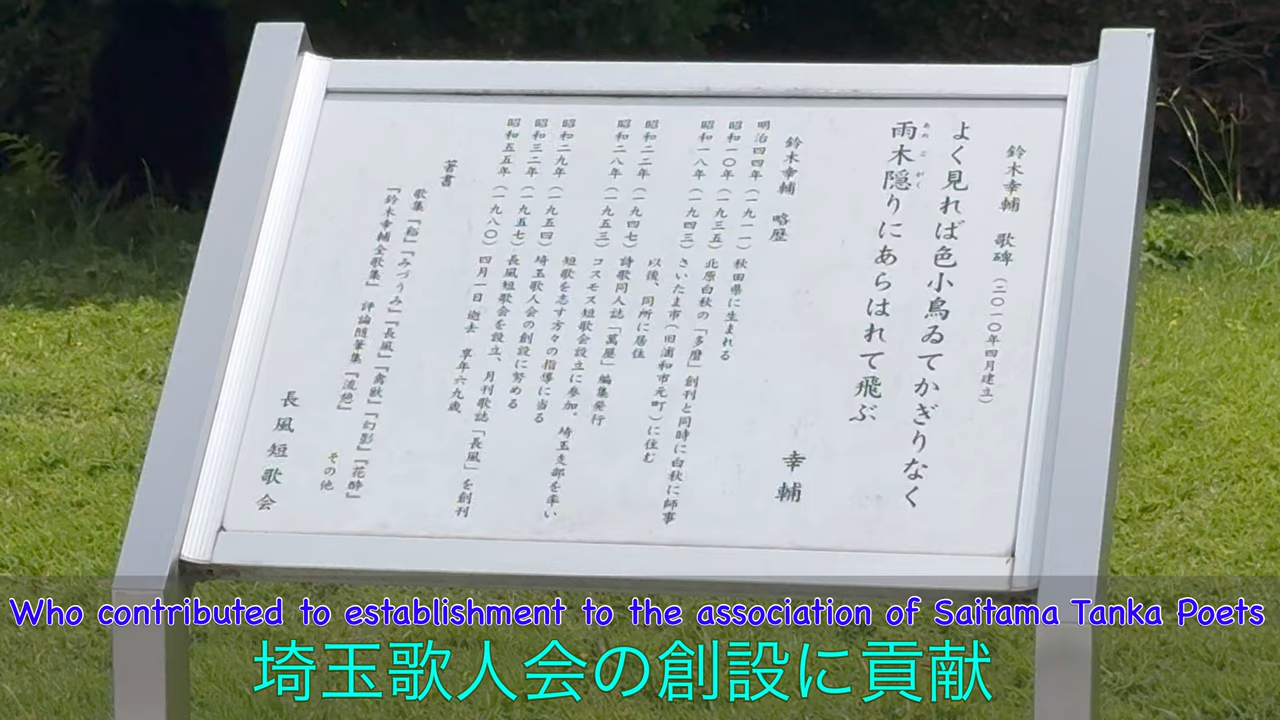 鈴木幸輔 歌碑(二〇一〇年四月建立)
よく見れば色小鳥ゐてかぎりなく
雨木隠りにあらはれて飛ぶ
あめ こ がく
幸輔
鈴木幸輔 略歴
明治四四年(一九一一)秋田県に生まれる
昭和一〇年(一九三五)北原白秋の「多磨」創刊と同時に白秋に師事
昭和一八年(一九四三)さいたま市(旧浦和市元町)に住む
以後、同所に居住
昭和二二年(一九四七)詩歌同人誌「萬屋」編集発行
昭和二八年(一九五三)コスモス短歌会設立に参加。埼玉支部を率い
短歌を志す方々の指導に当る
昭和二九年(一九五四)埼玉歌人会の創設に努める
昭和三二年(一九五七)長風短歌会を設立、月刊歌誌「長風」を創刊
昭和五五年(一九八〇)四月一日逝去 享年六九歳
著書
歌集『谿』『みづうみ』『長風』『禽獣』『幻影』『花酔』
『鈴木幸輔全歌集』 評論随筆集『流憩』
その他
長風短歌会
Who contributed to establishment to the association of Saitama Tanka Poets
埼玉歌人会の創設に貢献